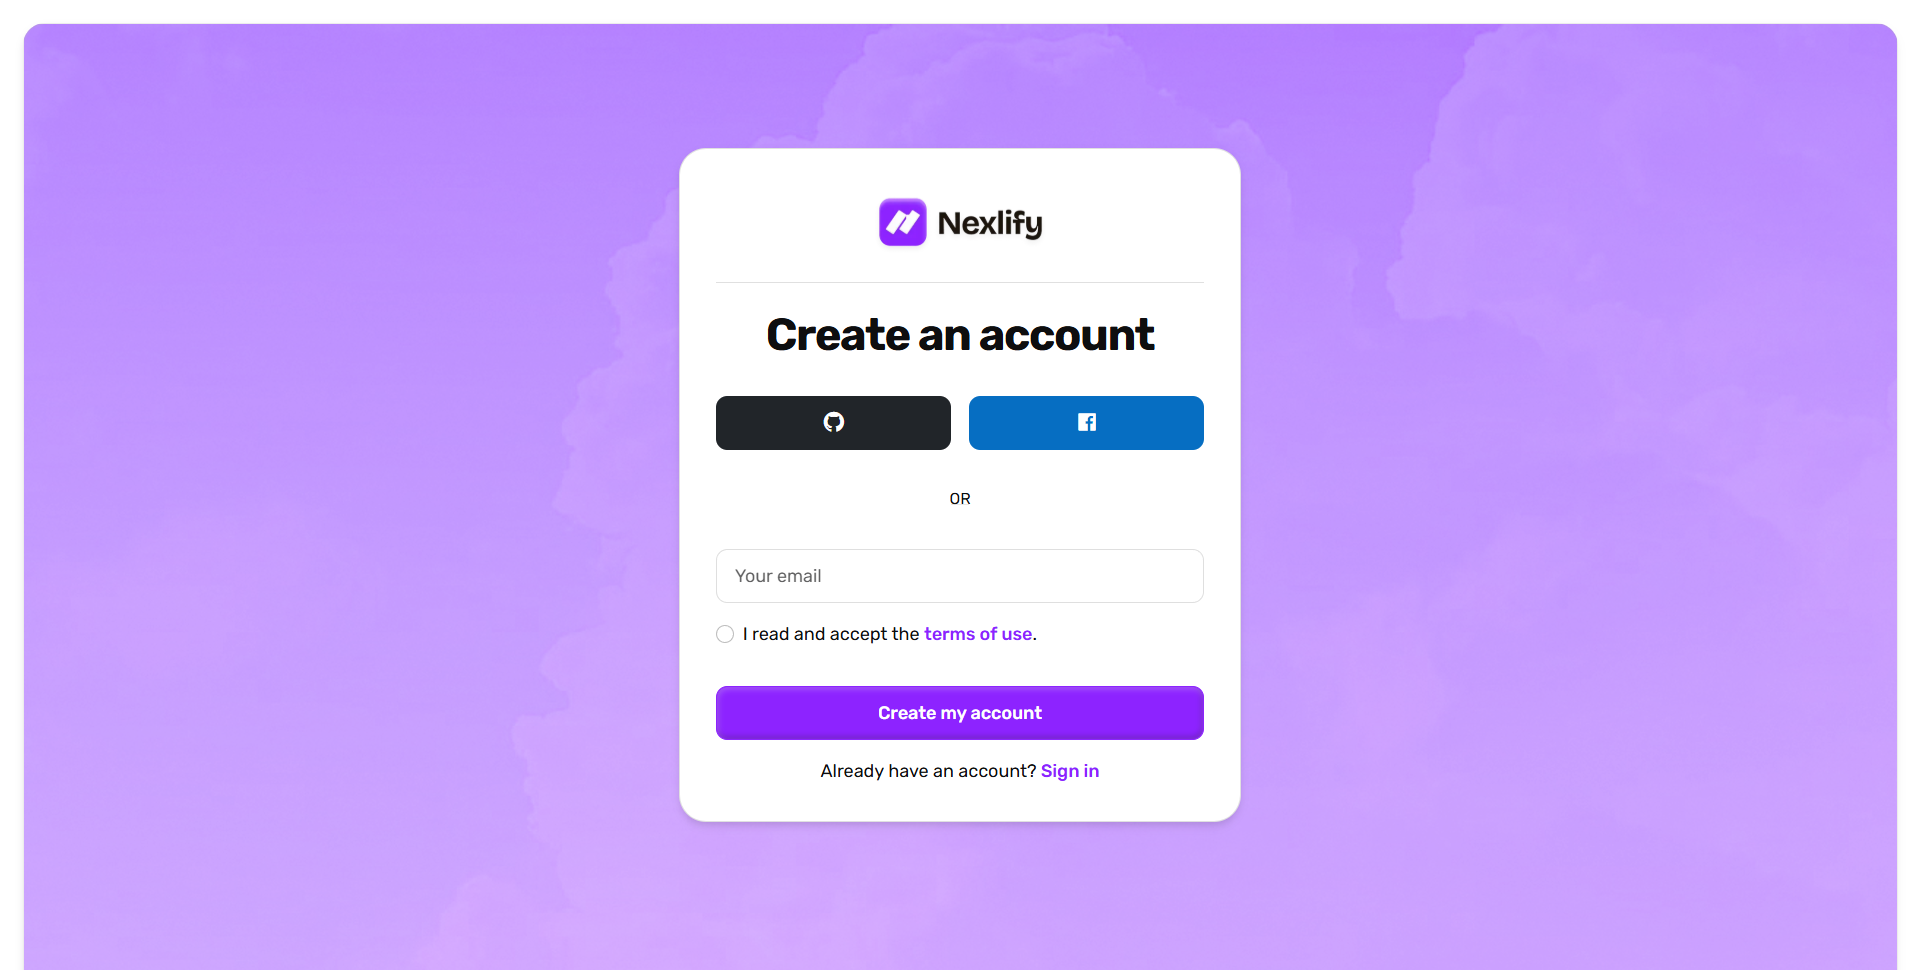 Nexlify
Create an account
OR
Your email
I read and accept the terms of use.
Create my account
Already have an account? Sign in